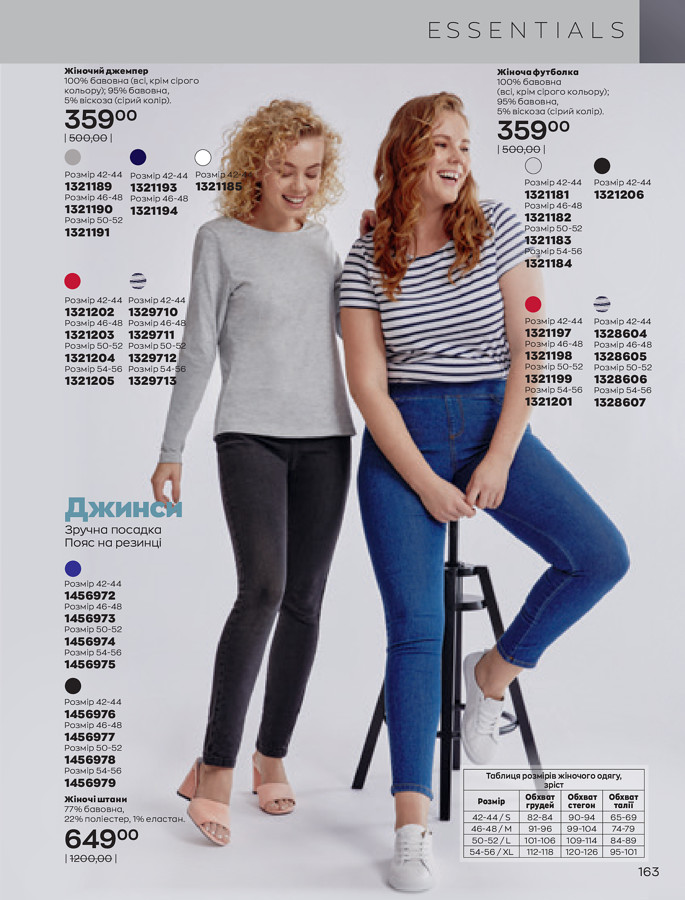 ESSENTIALS
Жіночий джемпер
100% бавовна (всі, крім сірого
кольору); 95% бавовна,
5% віскоза (сірий колір).
359⁰⁰
| 500,00 |
Розмір 42-44
1321189
Розмір 46-48
1321190
Розмір 50-52
1321191
Розмір 42-44
1321193
Розмір 46-48
1321194
Розмір 42-44
1321185
Розмір 42-44
1321202
Розмір 46-48
1321203
Розмір 50-52
1321204
Розмір 54-56
1321205
Розмір 42-44
1329710
Розмір 46-48
1329711
Розмір 50-52
1329712
Розмір 54-56
1329713
Жіноча футболка
100% бавовна
(всі, крім сірого кольору);
95% бавовна,
5% віскоза (сірий колір).
359⁰⁰
| 500,00 |
Розмір 42-44
1321181
Розмір 46-48
1321182
Розмір 50-52
1321183
Розмір 54-56
1321184
Розмір 42-44
1321206
Розмір 42-44
1321197
Розмір 46-48
1321198
Розмір 50-52
1321199
Розмір 54-56
1321201
Розмір 42-44
1328604
Розмір 46-48
1328605
Розмір 50-52
1328606
Розмір 54-56
1328607
Джинси
Зручна посадка
Пояс на резинці
Розмір 42-44
1456972
Розмір 46-48
1456973
Розмір 50-52
1456974
Розмір 54-56
1456975
Розмір 42-44
1456976
Розмір 46-48
1456977
Розмір 50-52
1456978
Розмір 54-56
1456979
Жіночі штани
77% бавовна,
22% поліестер, 1% еластан.
649⁰⁰
| 1200,00 |
Таблиця розмірів жіночого одягу,
зріст
Розмір Обхват грудей Обхват стегон Обхват талії
42-44 / S 82-84 90-94 65-69
46-48 / M 91-96 99-104 74-79
50-52 / L 101-106 109-114 84-89
54-56 / XL 112-118 120-126 95-101
163